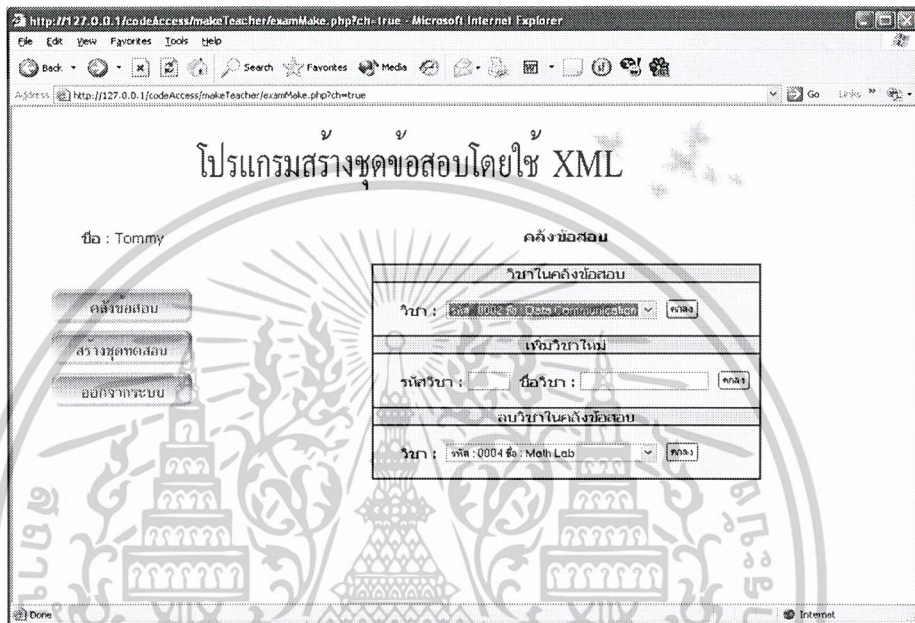 http://127.0.0.1/codeAccess/makeTeacher/examMake.php?ch=true - Microsoft Internet Explorer
File Edit View Favorites Tools Help
Back Search Favorites Media
Address http://127.0.0.1/codeAccess/makeTeacher/examMake.php?ch=true Go Links »
โปรแกรมสร้างชุดข้อสอบโดยใช้ XML
ชื่อ : Tommy
คลังข้อสอบ
สร้างชุดทดสอบ
ออกจากระบบ
คลังข้อสอบ
วิชาในคลังข้อสอบ
วิชา : รหัส : 0002 ชื่อ : Data Communication ตกลง
เพิ่มวิชาใหม่
รหัสวิชา : ชื่อวิชา : ตกลง
ลบวิชาในคลังข้อสอบ
วิชา : รหัส : 0004 ชื่อ : Math Lab ตกลง
Done Internet